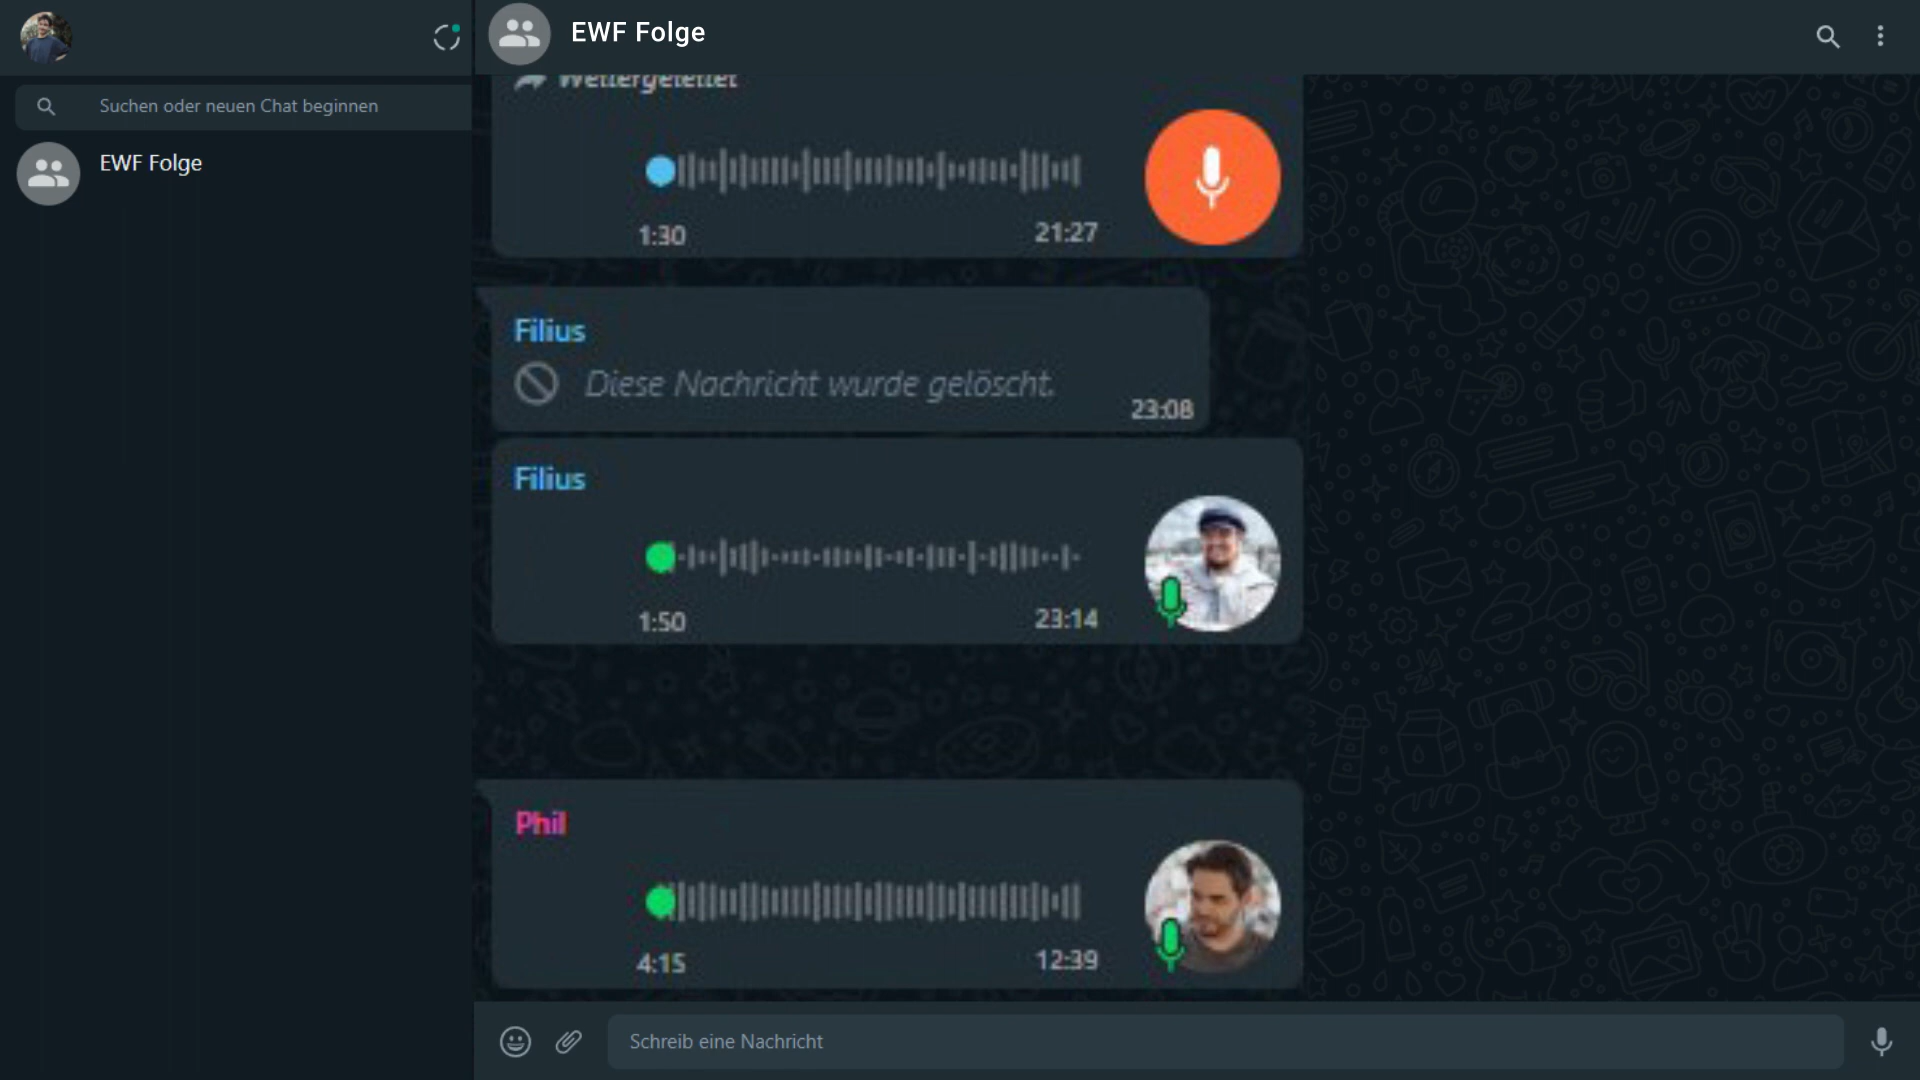 EWF Folge
Suchen oder neuen Chat beginnen
EWF Folge
Weitergeleitet
1:30
21:27
Filius
Diese Nachricht wurde gelöscht.
23:08
Filius
1:50
23:14
Phil
4:15
12:39
Schreib eine Nachricht